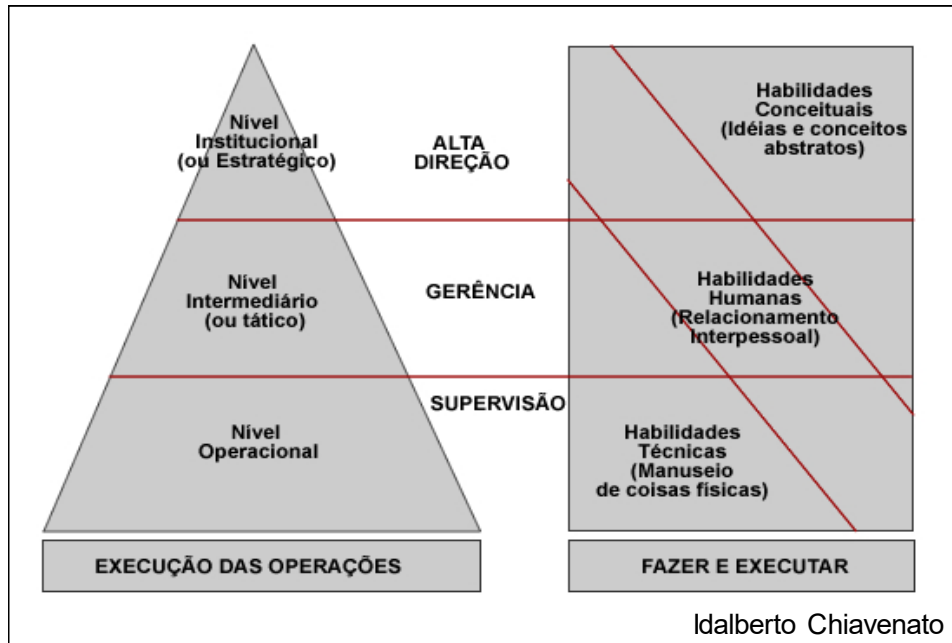 Nível
Institucional
(ou Estratégico)
ALTA
DIREÇÃO
Habilidades
Conceituais
(Idéias e conceitos
abstratos)
Nível
Intermediário
(ou tático)
GERÊNCIA
Habilidades
Humanas
(Relacionamento
Interpessoal)
Nível
Operacional
SUPERVISÃO
Habilidades
Técnicas
(Manuseio
de coisas físicas)
EXECUÇÃO DAS OPERAÇÕES
FAZER E EXECUTAR
Idalberto Chiavenato